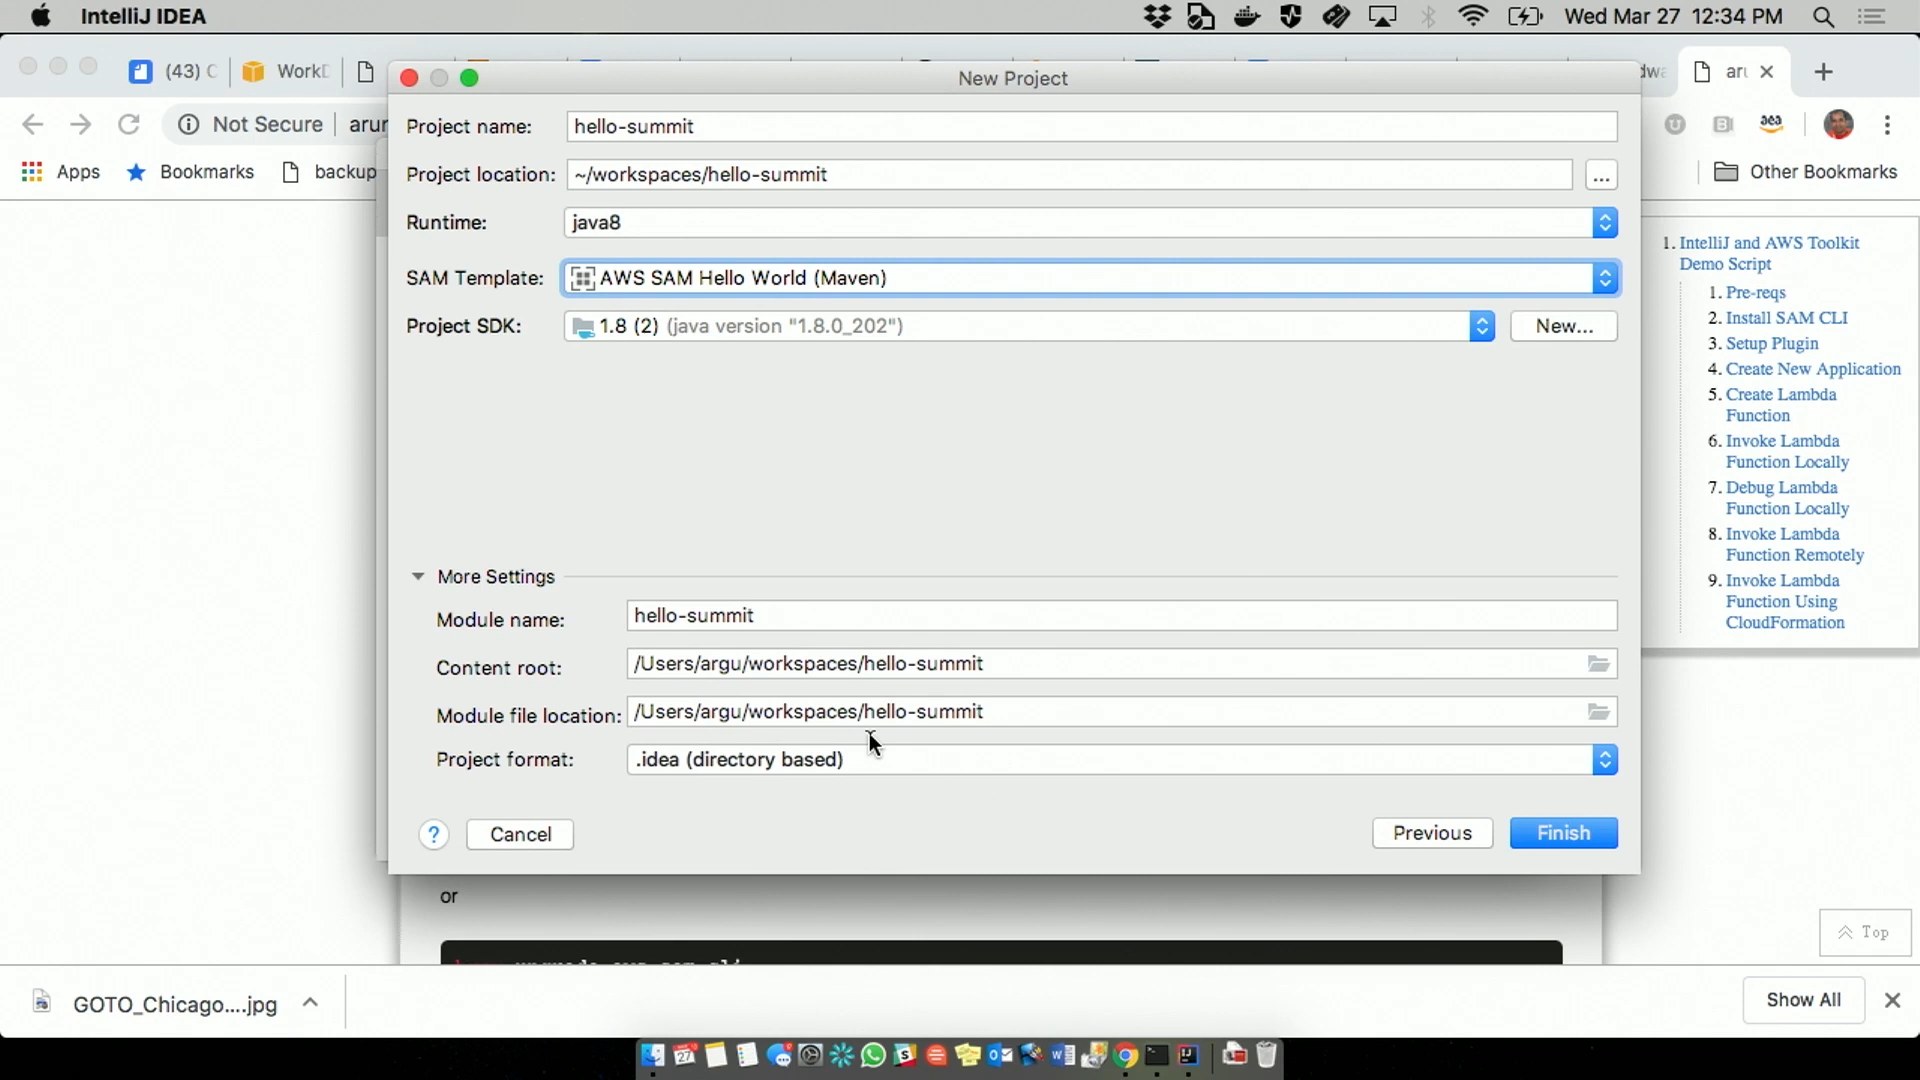 IntelliJ IDEA
Wed Mar 27 12:34 PM
(43) C
WorkD
aru
New Project
Not Secure
arun
Apps
Bookmarks
backup
Other Bookmarks
Project name:
hello-summit
Project location:
~/workspaces/hello-summit
...
Runtime:
java8
SAM Template:
AWS SAM Hello World (Maven)
Project SDK:
1.8 (2) (java version "1.8.0_202")
New...
More Settings
Module name:
hello-summit
Content root:
/Users/argu/workspaces/hello-summit
Module file location:
/Users/argu/workspaces/hello-summit
Project format:
.idea (directory based)
?
Cancel
Previous
Finish
1. IntelliJ and AWS Toolkit
Demo Script
1. Pre-reqs
2. Install SAM CLI
3. Setup Plugin
4. Create New Application
5. Create Lambda
Function
6. Invoke Lambda
Function Locally
7. Debug Lambda
Function Locally
8. Invoke Lambda
Function Remotely
9. Invoke Lambda
Function Using
CloudFormation
or
Top
GOTO_Chicago....jpg
Show All